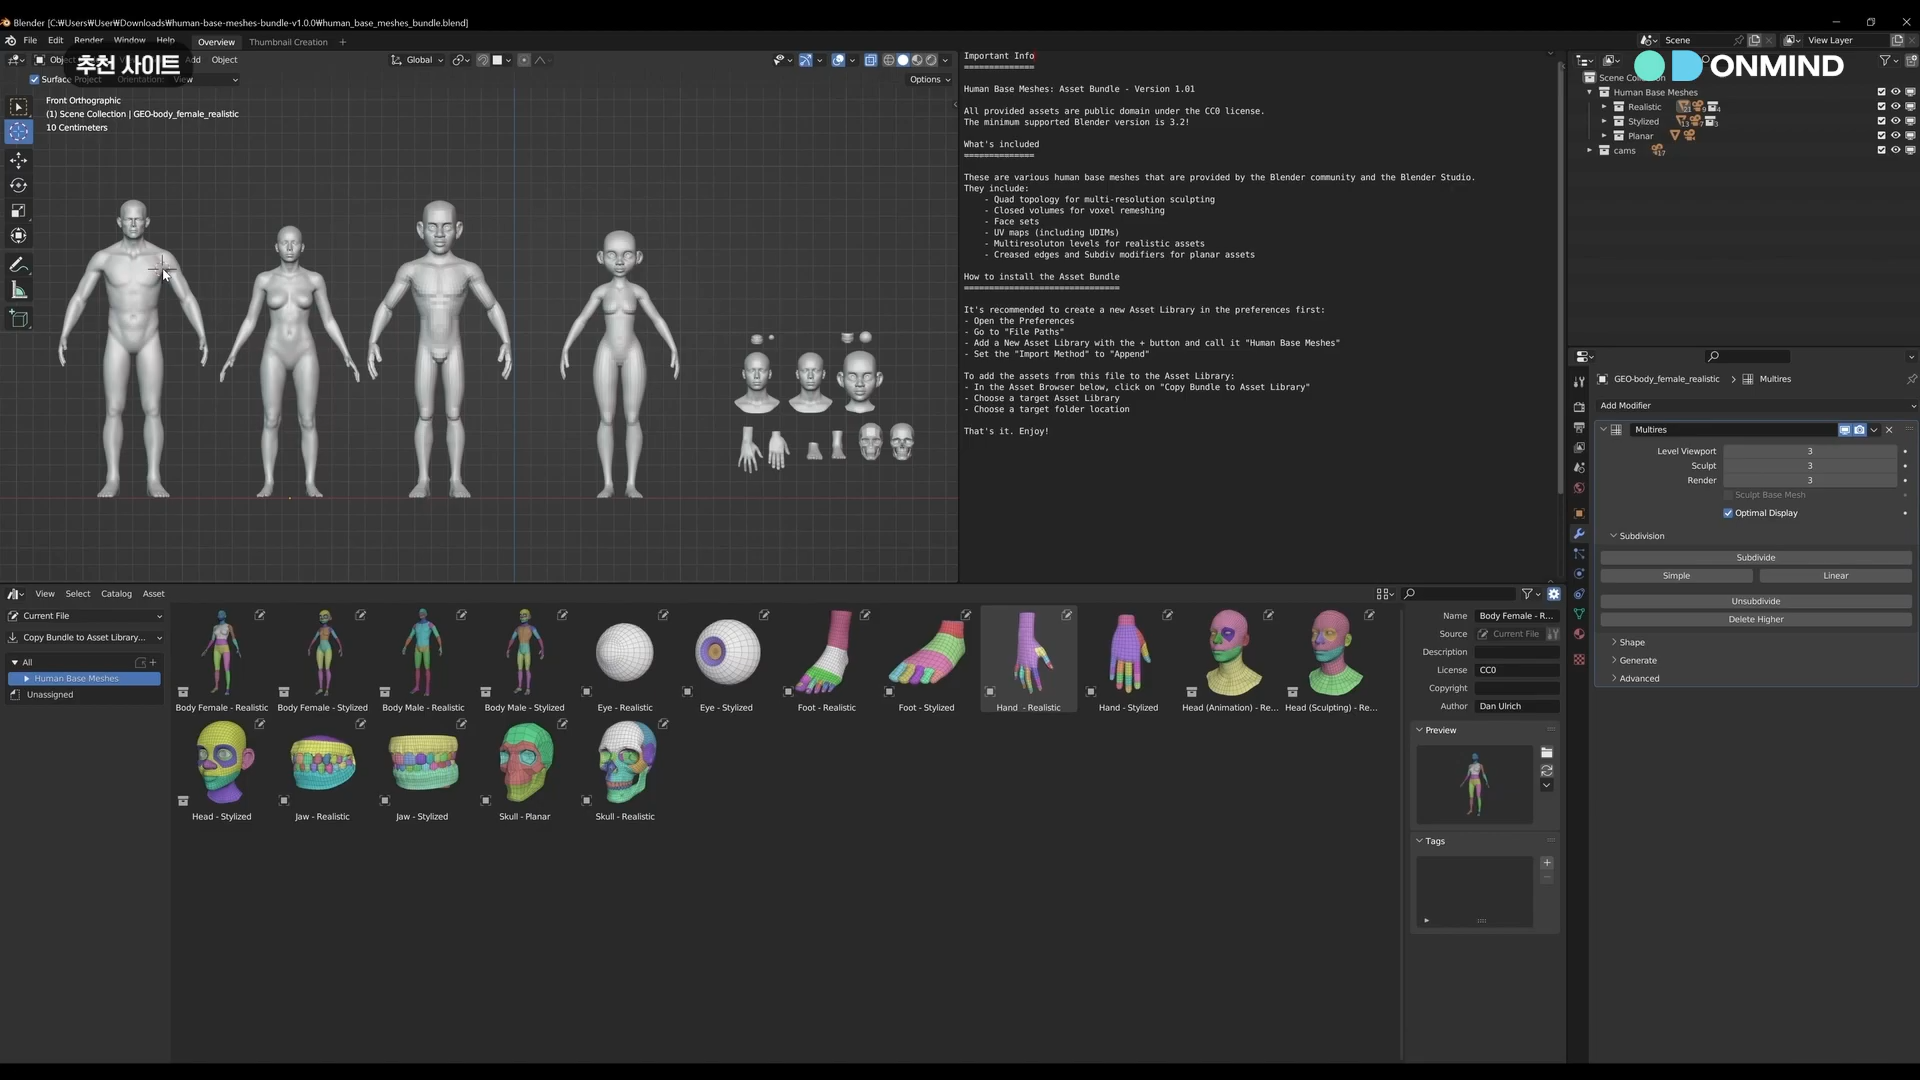 Blender [C:₩Users₩User₩Downloads₩human-base-meshes-bundle-v1.0.0₩human_base_meshes_bundle.blend]
File Edit Render Window Help Overview Thumbnail Creation +
Scene
View Layer
추천 사이트
Add Object
Global
Options
Orientation:
ONMIND
Front Orthographic
(1) Scene Collection | GEO-body_female_realistic
10 Centimeters
Important Info
==============
Human Base Meshes: Asset Bundle - Version 1.01
All provided assets are public domain under the CC0 license.
The minimum supported Blender version is 3.2!
What's included
==============
These are various human base meshes that are provided by the Blender community and the Blender Studio.
They include:
- Quad topology for multi-resolution sculpting
- Closed volumes for voxel remeshing
- Face sets
- UV maps (including UDIMs)
- Multiresoluton levels for realistic assets
- Creased edges and Subdiv modifiers for planar assets
How to install the Asset Bundle
===============================
It's recommended to create a new Asset Library in the preferences first:
- Open the Preferences
- Go to "File Paths"
- Add a New Asset Library with the + button and call it "Human Base Meshes"
- Set the "Import Method" to "Append"
To add the assets from this file to the Asset Library:
- In the Asset Browser below, click on "Copy Bundle to Asset Library"
- Choose a target Asset Library
- Choose a target folder location
That's it. Enjoy!
Human Base Meshes
Realistic
Stylized
Planar
cams
17
GEO-body_female_realistic > Multires
Add Modifier
Multires
Level Viewport 3
Sculpt 3
Render 3
Sculpt Base Mesh
Optimal Display
Subdivision
Subdivide
Simple Linear
Unsubdivide
Delete Higher
Shape
Generate
Advanced
View Select Catalog Asset
Current File
Copy Bundle to Asset Library...
All
Human Base Meshes
Unassigned
Body Female - Realistic Body Female - Stylized Body Male - Realistic Body Male - Stylized Eye - Realistic Eye - Stylized Foot - Realistic Foot - Stylized Hand - Realistic Hand - Stylized Head (Animation) - Re... Head (Sculpting) - Re...
Head - Stylized Jaw - Realistic Jaw - Stylized Skull - Planar Skull - Realistic
Name Body Female - R...
Source Current File
Description
License CC0
Copyright
Author Dan Ulrich
Preview
Tags